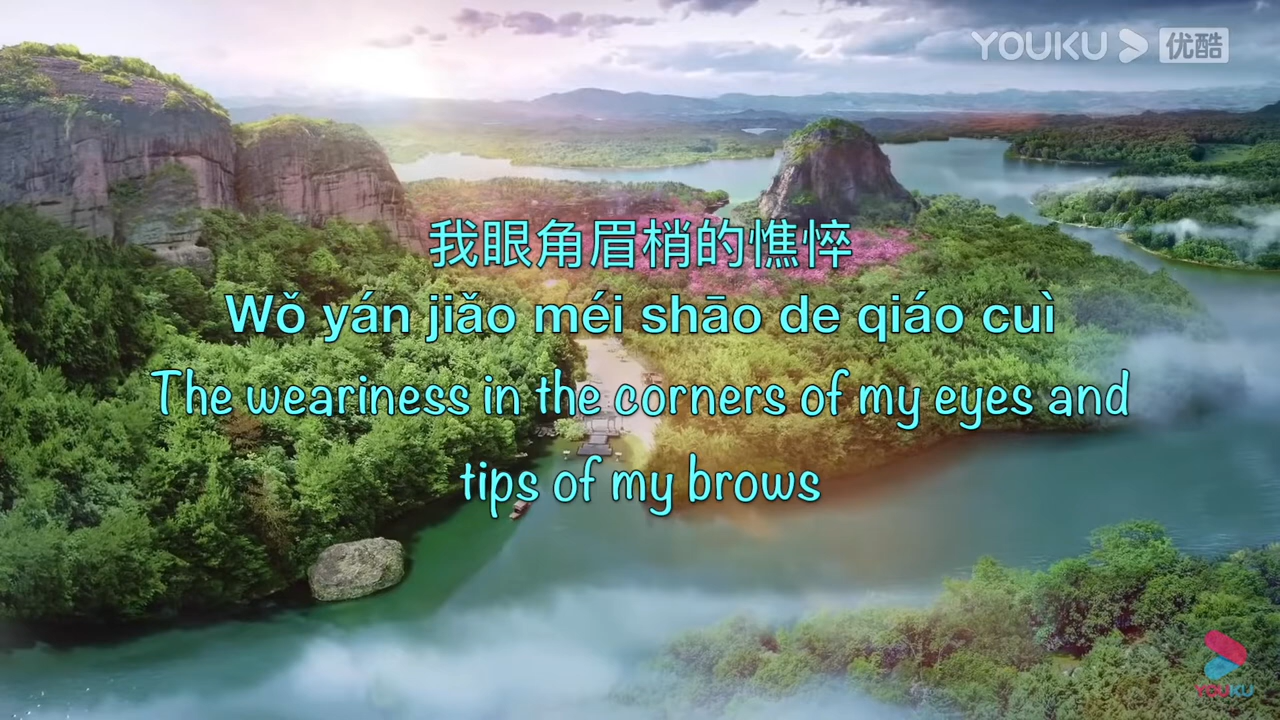 YOUKU 优酷
我眼角眉梢的憔悴
Wǒ yán jiǎo méi shāo de qiáo cuì
The weariness in the corners of my eyes and
tips of my brows
YOUKU